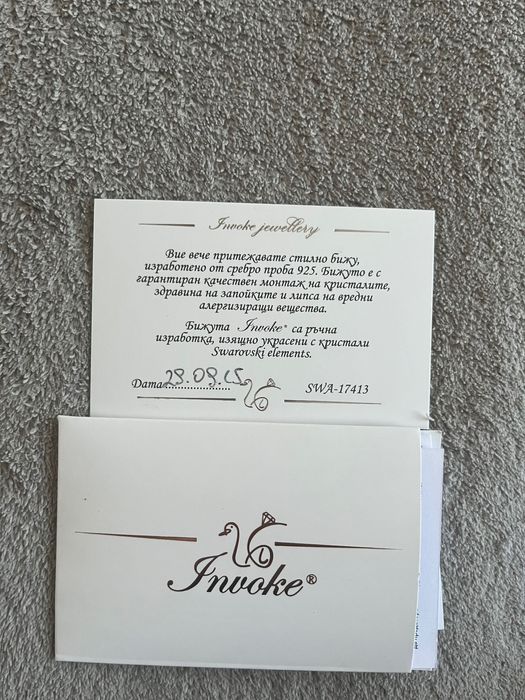 Invoke jewellery
Вие вече притежавате стилно бижу,
изработено от сребро проба 925. Бижуто е с
гарантиран качествен монтаж на кристалите,
здравина на запойките и липса на вредни
алергизиращи вещества.
Бижута Invoke® са ръчна
изработка, изящно украсени с кристали
Swarovski elements.
Дата 29.09.15 SWA-17413
Invoke®